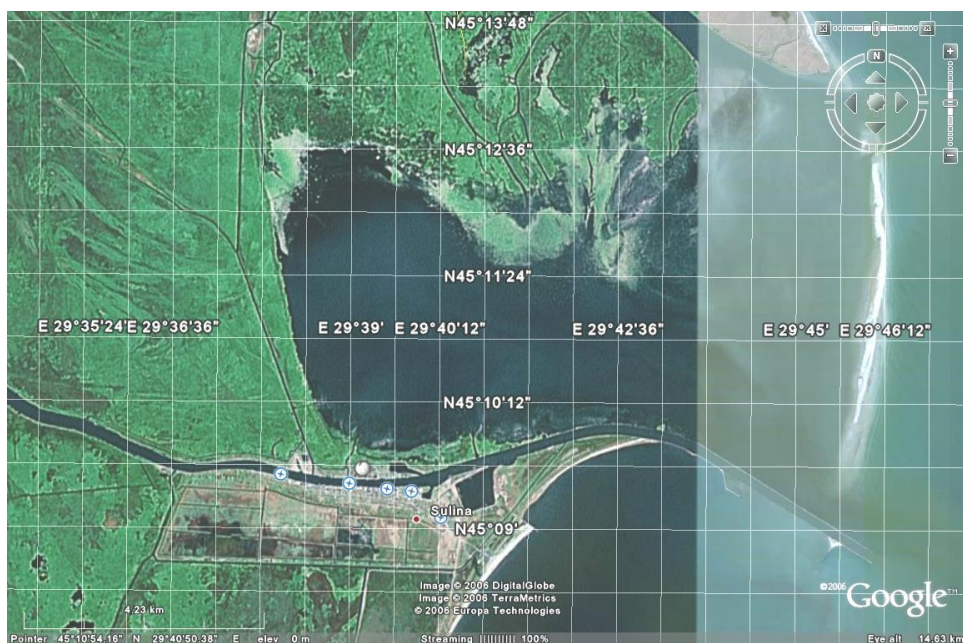 N45°13'48"
N
N45°12'36"
N45°11'24"
E 29°35'24" E 29°36'36" E 29°39' E 29°40'12" E 29°42'36" E 29°45' E 29°46'12"
N45°10'12"
Sulina
N45°09'
Image © 2006 DigitalGlobe
Image © 2006 TerraMetrics
© 2006 Europa Technologies
©2006 Google™
4.23 km
Pointer 45°10'54.16" N 29°40'50.38" E elev 0 m Streaming ||||||||| 100% Eye alt 14.63 km